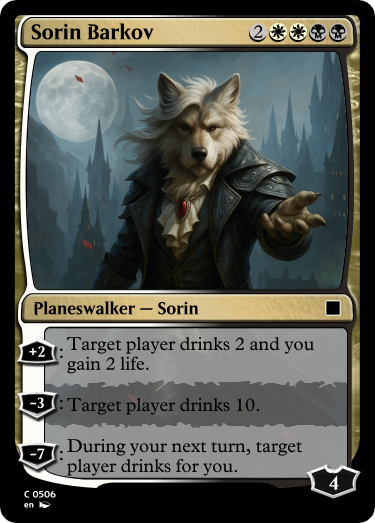 Sorin Barkov 2
Planeswalker — Sorin
+2 : Target player drinks 2 and you
gain 2 life.
-3 : Target player drinks 10.
-7 : During your next turn, target
player drinks for you.
4
C 0506
en